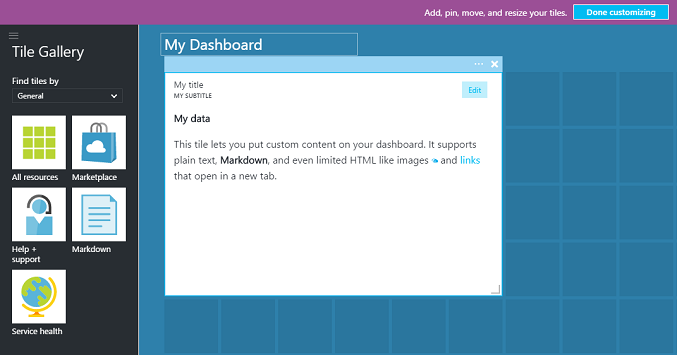 Add, pin, move, and resize your tiles.
Done customizing
Tile Gallery
Find tiles by
General
All resources
Marketplace
Help +
support
Markdown
Service health
My Dashboard
My title
MY SUBTITLE
Edit
My data
This tile lets you put custom content on your dashboard. It supports
plain text, Markdown, and even limited HTML like images and links
that open in a new tab.